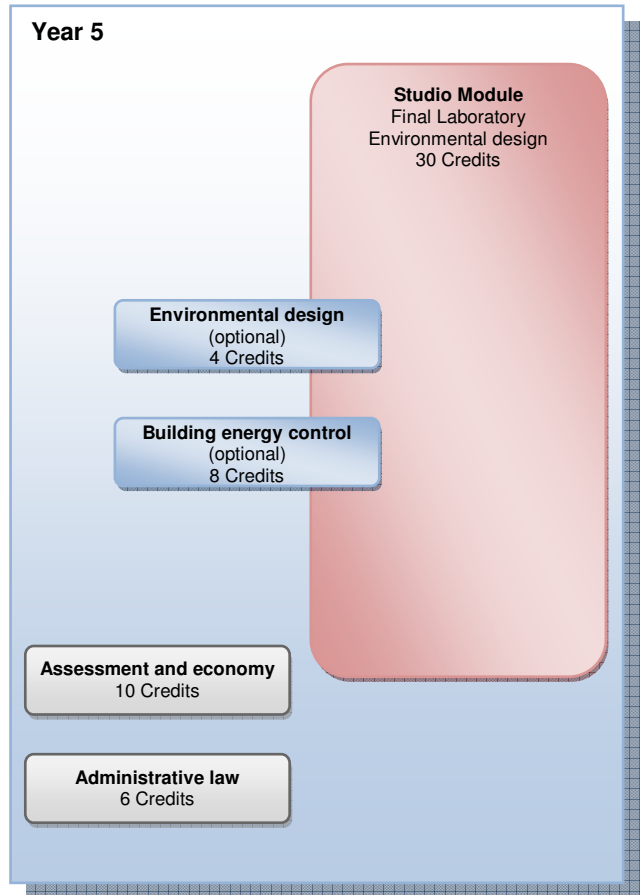 Year 5
Studio Module
Final Laboratory
Environmental design
30 Credits
Environmental design
(optional)
4 Credits
Building energy control
(optional)
8 Credits
Assessment and economy
10 Credits
Administrative law
6 Credits